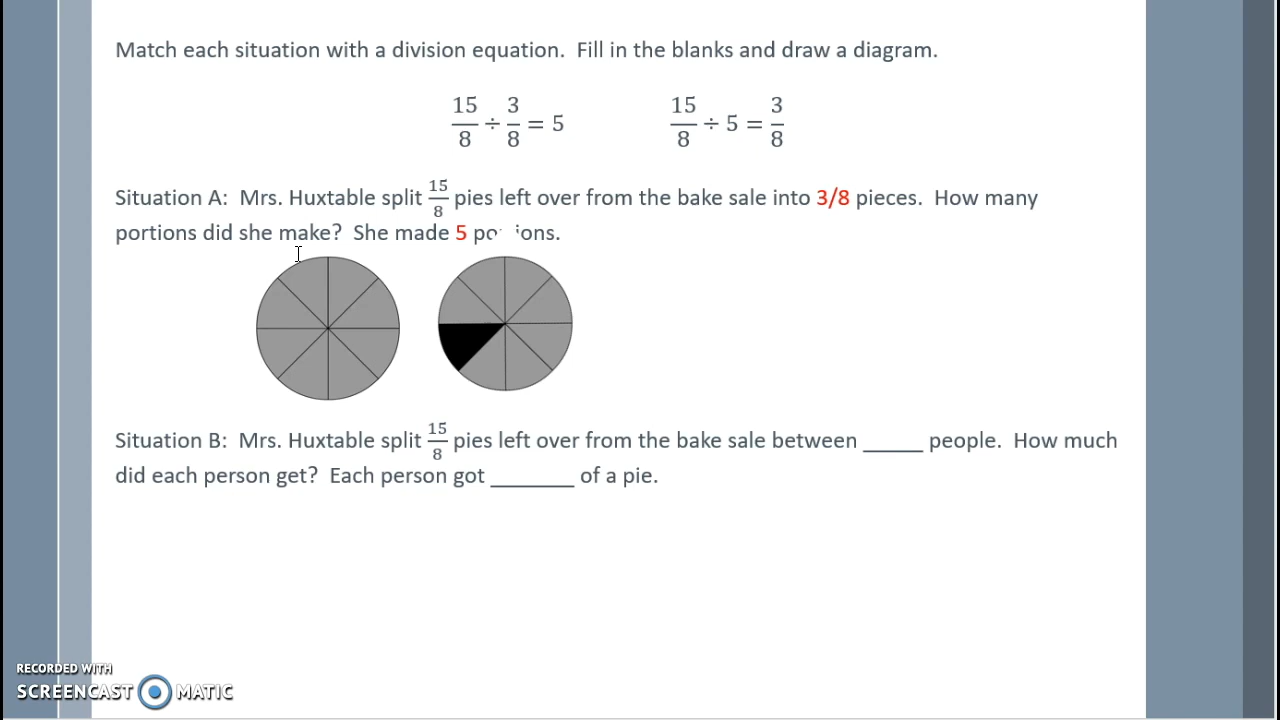 Match each situation with a division equation. Fill in the blanks and draw a diagram.
15/8 ÷ 3/8 = 5 15/8 ÷ 5 = 3/8
Situation A: Mrs. Huxtable split 15/8 pies left over from the bake sale into 3/8 pieces. How many
portions did she make? She made 5 portions.
Situation B: Mrs. Huxtable split 15/8 pies left over from the bake sale between _____ people. How much
did each person get? Each person got _______ of a pie.
RECORDED WITH
SCREENCAST MATIC